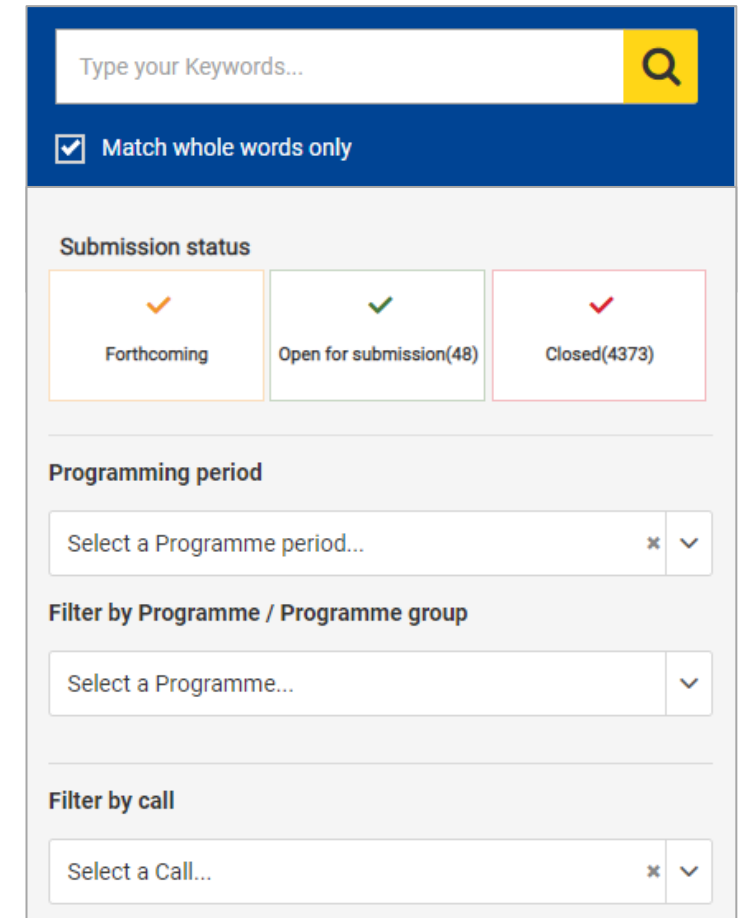 Type your Keywords...
Match whole words only
Submission status
Forthcoming
Open for submission(48)
Closed(4373)
Programming period
Select a Programme period...
Filter by Programme / Programme group
Select a Programme...
Filter by call
Select a Call...